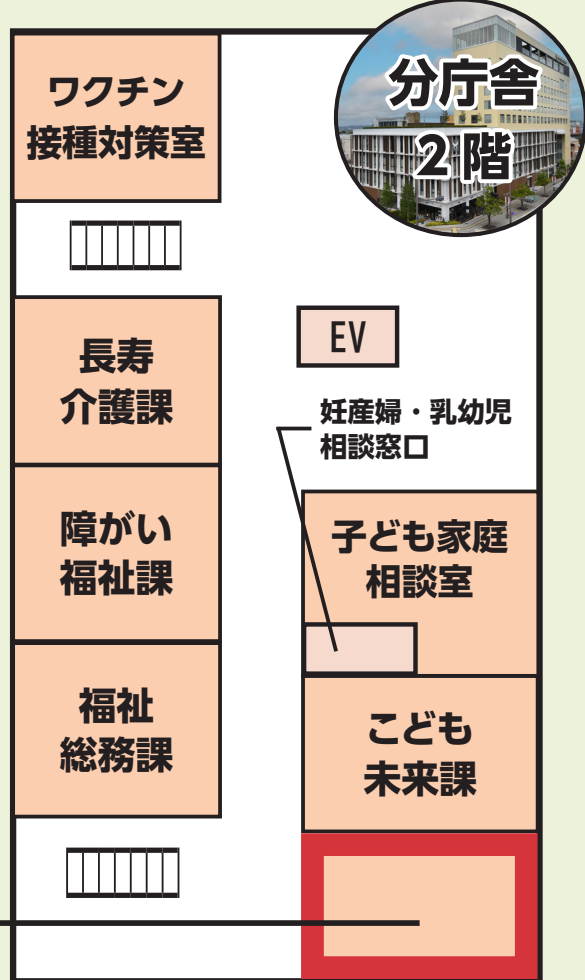 分庁舎
2階
ワクチン
接種対策室
長寿
介護課
障がい
福祉課
福祉
総務課
EV
妊産婦・乳幼児
相談窓口
子ども家庭
相談室
こども
未来課